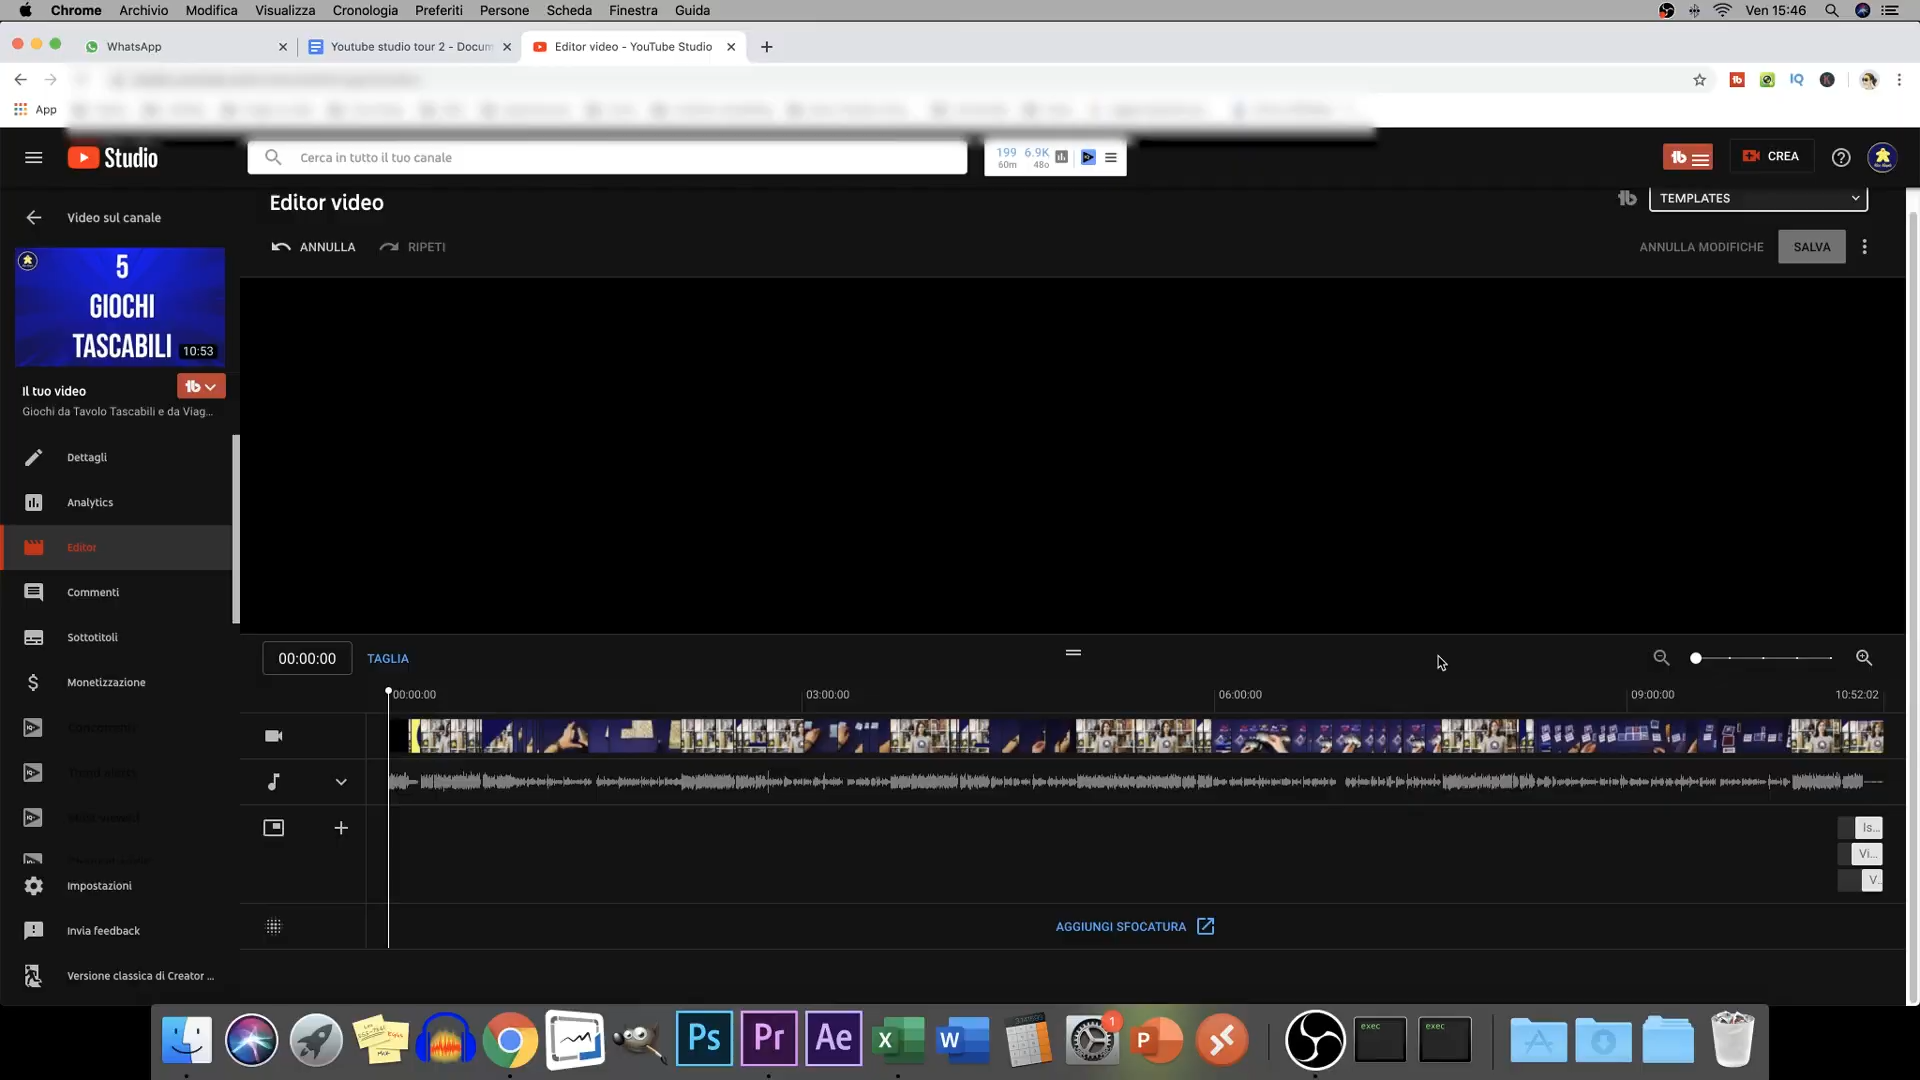 Chrome Archivio Modifica Visualizza Cronologia Preferiti Persone Scheda Finestra Guida Ven 15:46
WhatsApp Youtube studio tour 2 - Docum Editor video - YouTube Studio
App
Studio
Cerca in tutto il tuo canale
199 6.9K
60m 48o
CREA
Video sul canale
Editor video
TEMPLATES
ANNULLA RIPETI
ANNULLA MODIFICHE SALVA
5
GIOCHI
TASCABILI
10:53
Il tuo video
Giochi da Tavolo Tascabili e da Viag...
Dettagli
Analytics
Editor
Commenti
Sottotitoli
Monetizzazione
Impostazioni
Invia feedback
Versione classica di Creator ...
00:00:00 TAGLIA
00:00:00 03:00:00 06:00:00 09:00:00 10:52:02
Is...
Vi...
V.
AGGIUNGI SFOCATURA
Ps Pr Ae X W 1 P exec exec